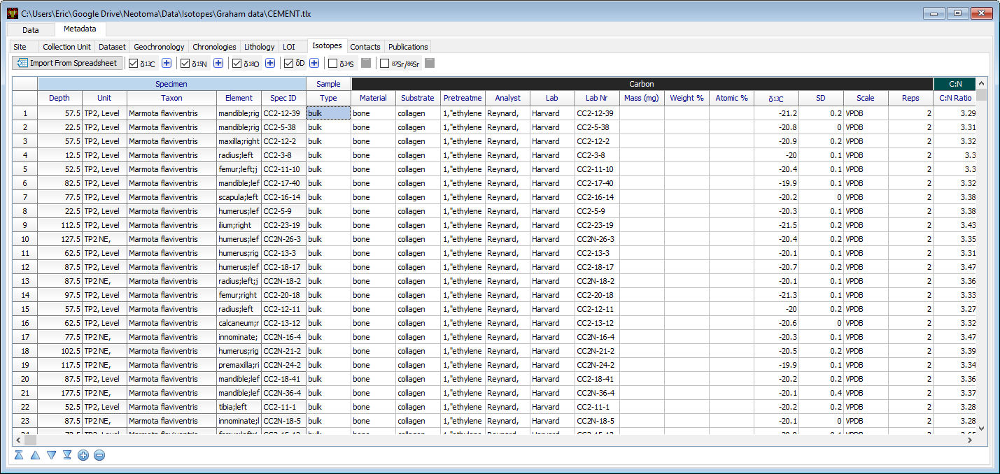 C:\Users\Eric\Google Drive\Neotoma\Data\Isotopes\Graham data\CEMENT.tlx
Data Metadata
Site Collection Unit Dataset Geochronology Chronologies Lithology LOI Isotopes Contacts Publications
Import From Spreadsheet δ13C δ15N δ18O δD δ34S 87Sr/86Sr
Specimen Sample Carbon C:N
Depth Unit Taxon Element Spec ID Type Material Substrate Pretreatme Analyst Lab Lab Nr Mass (mg) Weight % Atomic % δ13C SD Scale Reps C:N Ratio
1 57.5 TP2, Level Marmota flaviventris mandible;rig CC2-12-39 bulk bone collagen 1,"ethylene Reynard, Harvard CC2-12-39 -21.2 0.2 VPDB 2 3.29
2 22.5 TP2, Level Marmota flaviventris mandible;rig CC2-5-38 bulk bone collagen 1,"ethylene Reynard, Harvard CC2-5-38 -20.8 0 VPDB 2 3.31
3 57.5 TP2, Level Marmota flaviventris maxilla;right CC2-12-2 bulk bone collagen 1,"ethylene Reynard, Harvard CC2-12-2 -20.9 0.2 VPDB 2 3.32
4 12.5 TP2, Level Marmota flaviventris radius;left CC2-3-8 bulk bone collagen 1,"ethylene Reynard, Harvard CC2-3-8 -20 0.1 VPDB 2 3.3
5 52.5 TP2, Level Marmota flaviventris femur;left;j CC2-11-10 bulk bone collagen 1,"ethylene Reynard, Harvard CC2-11-10 -20.4 0.1 VPDB 2 3.3
6 82.5 TP2, Level Marmota flaviventris mandible;lef CC2-17-40 bulk bone collagen 1,"ethylene Reynard, Harvard CC2-17-40 -19.9 0.1 VPDB 2 3.32
7 77.5 TP2, Level Marmota flaviventris scapula;left CC2-16-14 bulk bone collagen 1,"ethylene Reynard, Harvard CC2-16-14 -20.2 0 VPDB 2 3.38
8 22.5 TP2, Level Marmota flaviventris humerus;lef CC2-5-9 bulk bone collagen 1,"ethylene Reynard, Harvard CC2-5-9 -20.3 0.1 VPDB 2 3.38
9 112.5 TP2, Level Marmota flaviventris ilium;right CC2-23-19 bulk bone collagen 1,"ethylene Reynard, Harvard CC2-23-19 -21.5 0.2 VPDB 2 3.43
10 127.5 TP2 NE, Marmota flaviventris humerus;lef CC2N-26-3 bulk bone collagen 1,"ethylene Reynard, Harvard CC2N-26-3 -20.4 0.2 VPDB 2 3.35
11 62.5 TP2, Level Marmota flaviventris humerus;rig CC2-13-3 bulk bone collagen 1,"ethylene Reynard, Harvard CC2-13-3 -20.1 0.1 VPDB 2 3.31
12 87.5 TP2, Level Marmota flaviventris humerus;lef CC2-18-17 bulk bone collagen 1,"ethylene Reynard, Harvard CC2-18-17 -20.7 0.2 VPDB 2 3.47
13 87.5 TP2 NE, Marmota flaviventris radius;left;j CC2N-18-2 bulk bone collagen 1,"ethylene Reynard, Harvard CC2N-18-2 -20.1 0.1 VPDB 2 3.36
14 97.5 TP2, Level Marmota flaviventris femur;right CC2-20-18 bulk bone collagen 1,"ethylene Reynard, Harvard CC2-20-18 -21.3 0.1 VPDB 2 3.33
15 57.5 TP2, Level Marmota flaviventris radius;left CC2-12-11 bulk bone collagen 1,"ethylene Reynard, Harvard CC2-12-11 -20 0.2 VPDB 2 3.27
16 62.5 TP2, Level Marmota flaviventris calcaneum;r CC2-13-12 bulk bone collagen 1,"ethylene Reynard, Harvard CC2-13-12 -20.6 0 VPDB 2 3.32
17 77.5 TP2 NE, Marmota flaviventris innominate; CC2N-16-4 bulk bone collagen 1,"ethylene Reynard, Harvard CC2N-16-4 -20.3 0.1 VPDB 2 3.47
18 102.5 TP2 NE, Marmota flaviventris humerus;rig CC2N-21-2 bulk bone collagen 1,"ethylene Reynard, Harvard CC2N-21-2 -20.5 0.2 VPDB 2 3.39
19 117.5 TP2 NE, Marmota flaviventris premaxilla;ri CC2N-24-2 bulk bone collagen 1,"ethylene Reynard, Harvard CC2N-24-2 -19.9 0.1 VPDB 2 3.34
20 87.5 TP2, Level Marmota flaviventris mandible;lef CC2-18-41 bulk bone collagen 1,"ethylene Reynard, Harvard CC2-18-41 -20.2 0.2 VPDB 2 3.36
21 177.5 TP2 NE, Marmota flaviventris mandible;lef CC2N-36-4 bulk bone collagen 1,"ethylene Reynard, Harvard CC2N-36-4 -20.1 0.4 VPDB 2 3.37
22 52.5 TP2, Level Marmota flaviventris tibia;left CC2-11-1 bulk bone collagen 1,"ethylene Reynard, Harvard CC2-11-1 -20.2 0.2 VPDB 2 3.28
23 87.5 TP2 NE, Marmota flaviventris innominate;l CC2N-18-5 bulk bone collagen 1,"ethylene Reynard, Harvard CC2N-18-5 -20.1 0 VPDB 2 3.28